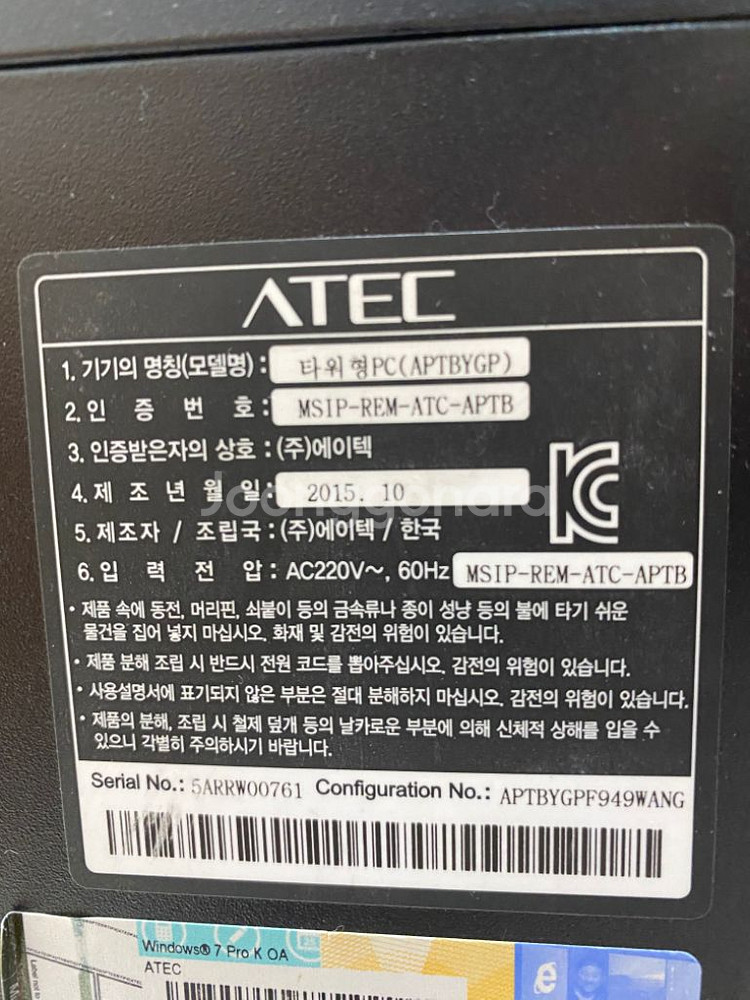 ATEC
1. 기기의 명칭(모델명) : 타워형PC(APTBYGP)
2. 인 증 번 호 : MSIP-REM-ATC-APTB
3. 인증받은자의 상호 : (주)에이텍
4. 제 조 년 월 일 : 2015. 10
Joonggonara
5. 제조자 / 조립국 : (주)에이텍 / 한국
6. 입 력 전 압 : AC220V~, 60Hz MSIP-REM-ATC-APTB
• 제품 속에 동전, 머리핀, 쇠붙이 등의 금속류나 종이 성냥 등의 불에 타기 쉬운
물건을 집어 넣지 마십시오. 화재 및 감전의 위험이 있습니다.
• 제품 분해 조립 시 반드시 전원 코드를 뽑아주십시오. 감전의 위험이 있습니다.
• 사용설명서에 표기되지 않은 부분은 절대 분해하지 마십시오. 감전의 위험이 있습니다.
• 제품의 분해, 조립 시 철제 덮개 등의 날카로운 부분에 의해 신체적 상해를 입을 수
있으니 각별히 주의하시기 바랍니다.
Serial No.: 5ARRW00761 Configuration No.: APTBYGPF949WANG
Windows® 7 Pro K OA
ATEC